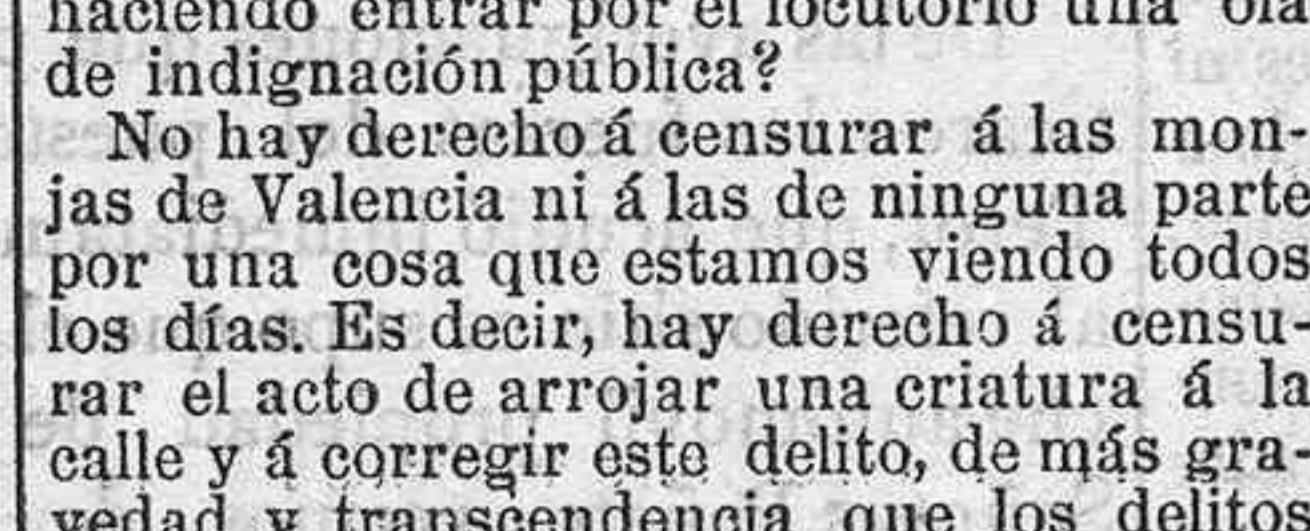 haciendo entrar por el locutorio una ola
de indignación pública?
No hay derecho á censurar á las mon-
jas de Valencia ni á las de ninguna parte
por una cosa que estamos viendo todos
los días. Es decir, hay derecho á censu-
rar el acto de arrojar una criatura á la
calle y á corregir este delito, de más gra-
vedad y transcendencia que los delitos